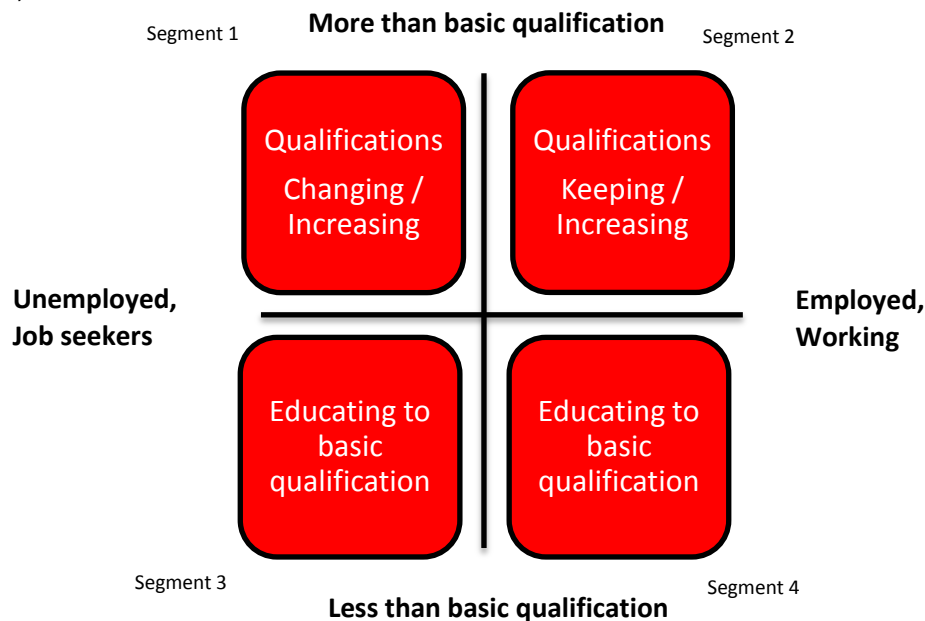 Segment 1
More than basic qualification
Segment 2
Qualifications
Changing /
Increasing
Qualifications
Keeping /
Increasing
Unemployed,
Job seekers
Employed,
Working
Educating to
basic
qualification
Educating to
basic
qualification
Segment 3
Segment 4
Less than basic qualification